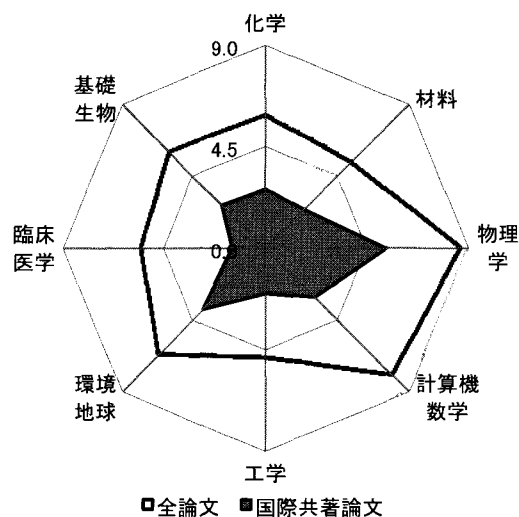 化学
9.0
基礎
生物
材料
4.5
臨床
医学
0.0
物理
学
環境
地球
計算機
数学
工学
全論文 国際共著論文